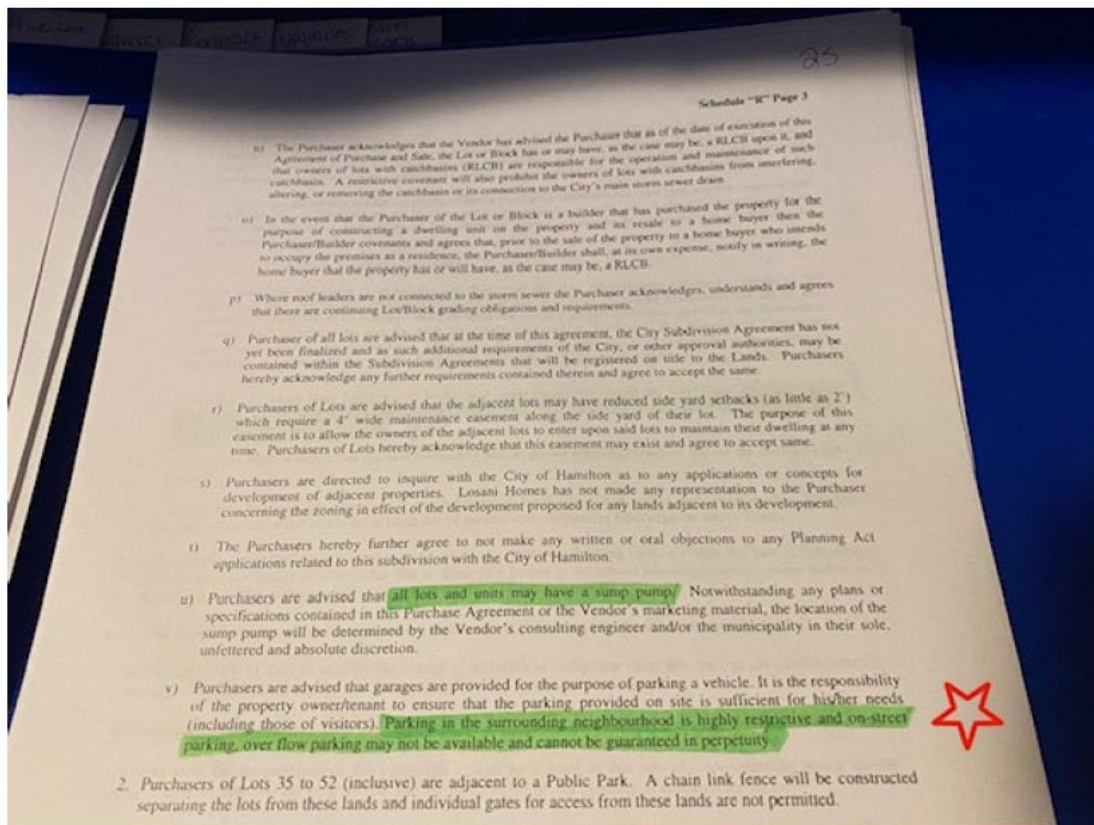 Contract Upgrades
25
Schedule "R" Page 3
n) The Purchaser acknowledges that the Vendor has advised the Purchaser that as of the date of execution of this
Agreement of Purchase and Sale, the Lot or Block has or may have, as the case may be, a RLCB upon it, and
that owners of lots with catchbasins (RLCB) are responsible for the operation and maintenance of such
catchbasin. A restrictive covenant will also prohibit the owners of lots with catchbasins from interfering,
altering, or removing the catchbasin or its connection to the City's main storm sewer drain.
o) In the event that the Purchaser of the Lot or Block is a builder that has purchased the property for the
purpose of constructing a dwelling unit on the property and its resale to a home buyer then the
Purchaser/Builder covenants and agrees that, prior to the sale of the property to a home buyer who intends
to occupy the premises as a residence, the Purchaser/Builder shall, at its own expense, notify in writing, the
home buyer that the property has or will have, as the case may be, a RLCB.
p) Where roof leaders are not connected to the storm sewer the Purchaser acknowledges, understands and agrees
that there are continuing Lot/Block grading obligations and requirements.
q) Purchaser of all lots are advised that at the time of this agreement, the City Subdivision Agreement has not
yet been finalized and as such additional requirements of the City, or other approval authorities, may be
contained within the Subdivision Agreements that will be registered on title to the Lands. Purchasers
hereby acknowledge any further requirements contained therein and agree to accept the same.
r) Purchasers of Lots are advised that the adjacent lots may have reduced side yard setbacks (as little as 2')
which require a 4' wide maintenance easement along the side yard of their lot. The purpose of this
easement is to allow the owners of the adjacent lots to enter upon said lots to maintain their dwelling at any
time. Purchasers of Lots hereby acknowledge that this easement may exist and agree to accept same.
s) Purchasers are directed to inquire with the City of Hamilton as to any applications or concepts for
development of adjacent properties. Losani Homes has not made any representation to the Purchaser
concerning the zoning in effect of the development proposed for any lands adjacent to its development.
t) The Purchasers hereby further agree to not make any written or oral objections to any Planning Act
applications related to this subdivision with the City of Hamilton.
u) Purchasers are advised that all lots and units may have a sump pump. Notwithstanding any plans or
specifications contained in this Purchase Agreement or the Vendor's marketing material, the location of the
sump pump will be determined by the Vendor's consulting engineer and/or the municipality in their sole,
unfettered and absolute discretion.
v) Purchasers are advised that garages are provided for the purpose of parking a vehicle. It is the responsibility
of the property owner/tenant to ensure that the parking provided on site is sufficient for his/her needs
(including those of visitors). Parking in the surrounding neighbourhood is highly restrictive and on-street
parking, over flow parking may not be available and cannot be guaranteed in perpetuity.
2. Purchasers of Lots 35 to 52 (inclusive) are adjacent to a Public Park. A chain link fence will be constructed
separating the lots from these lands and individual gates for access from these lands are not permitted.